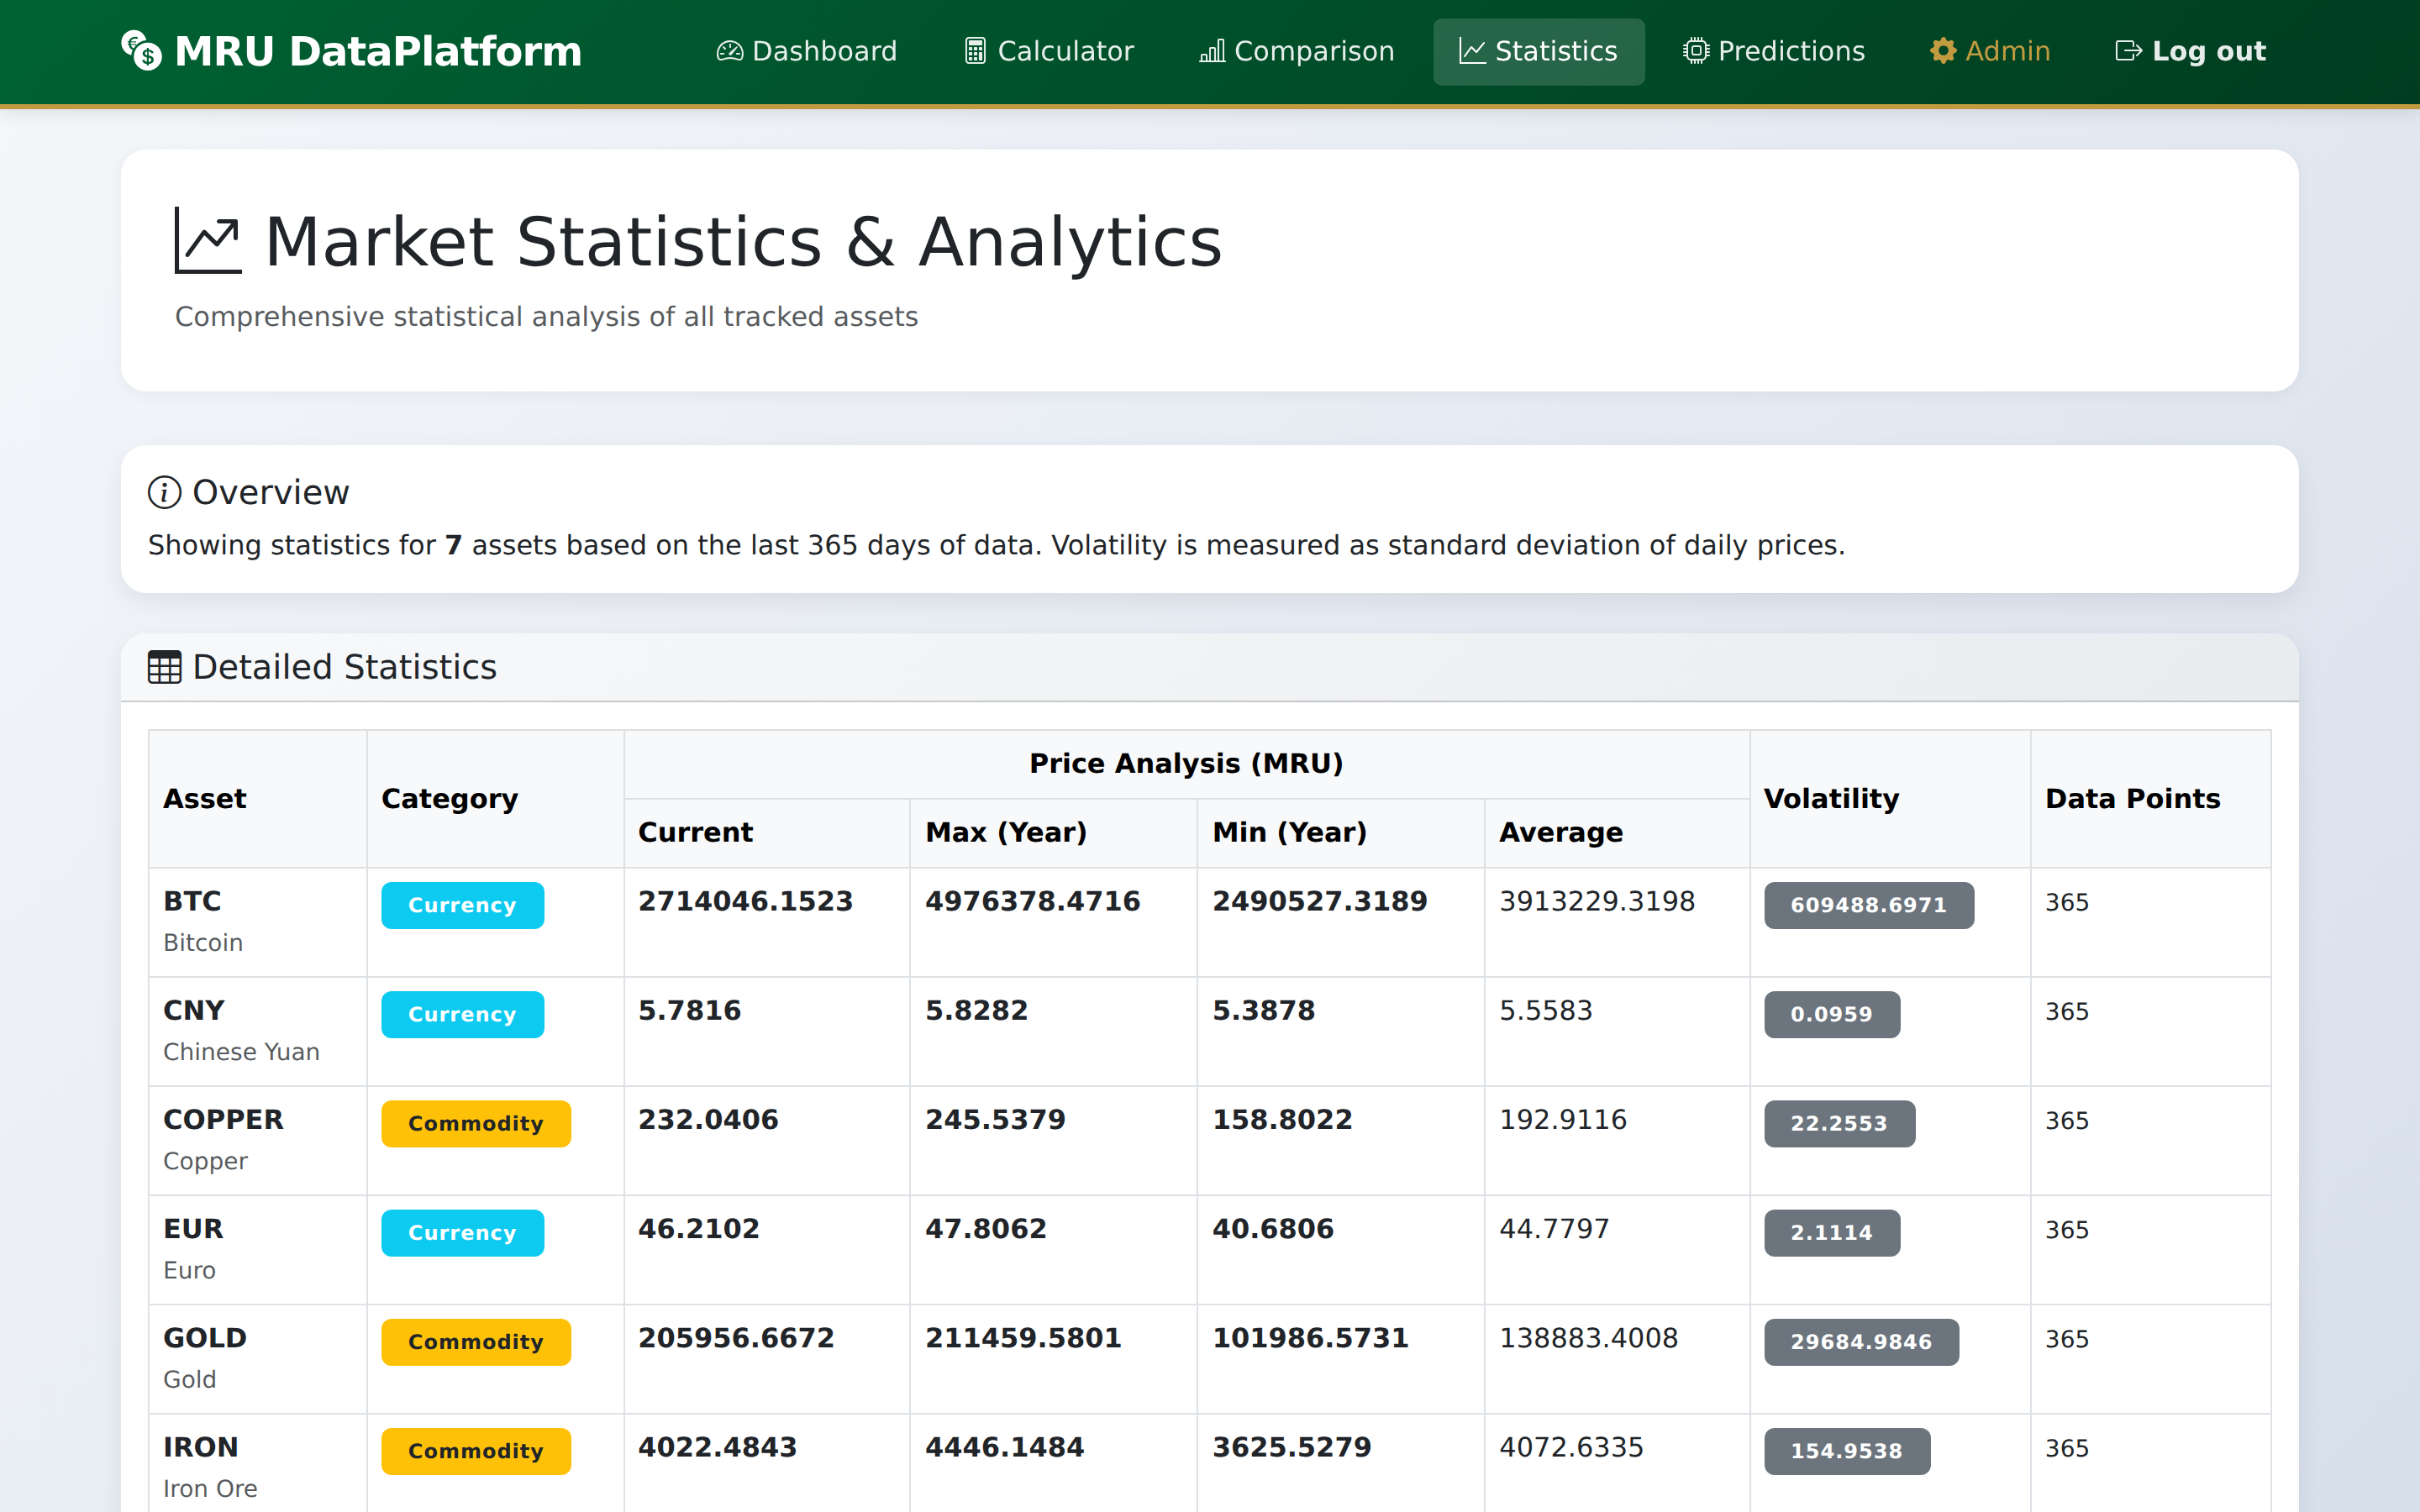 MRU DataPlatform
Dashboard
Calculator
Comparison
Statistics
Predictions
Admin
Log out
Market Statistics & Analytics
Comprehensive statistical analysis of all tracked assets
Overview
Showing statistics for 7 assets based on the last 365 days of data. Volatility is measured as standard deviation of daily prices.
Detailed Statistics
Asset Category Price Analysis (MRU) Volatility Data Points
Current Max (Year) Min (Year) Average
BTC Currency 2714046.1523 4976378.4716 2490527.3189 3913229.3198 609488.6971 365
Bitcoin
CNY Currency 5.7816 5.8282 5.3878 5.5583 0.0959 365
Chinese Yuan
COPPER Commodity 232.0406 245.5379 158.8022 192.9116 22.2553 365
Copper
EUR Currency 46.2102 47.8062 40.6806 44.7797 2.1114 365
Euro
GOLD Commodity 205956.6672 211459.5801 101986.5731 138883.4008 29684.9846 365
Gold
IRON Commodity 4022.4843 4446.1484 3625.5279 4072.6335 154.9538 365
Iron Ore